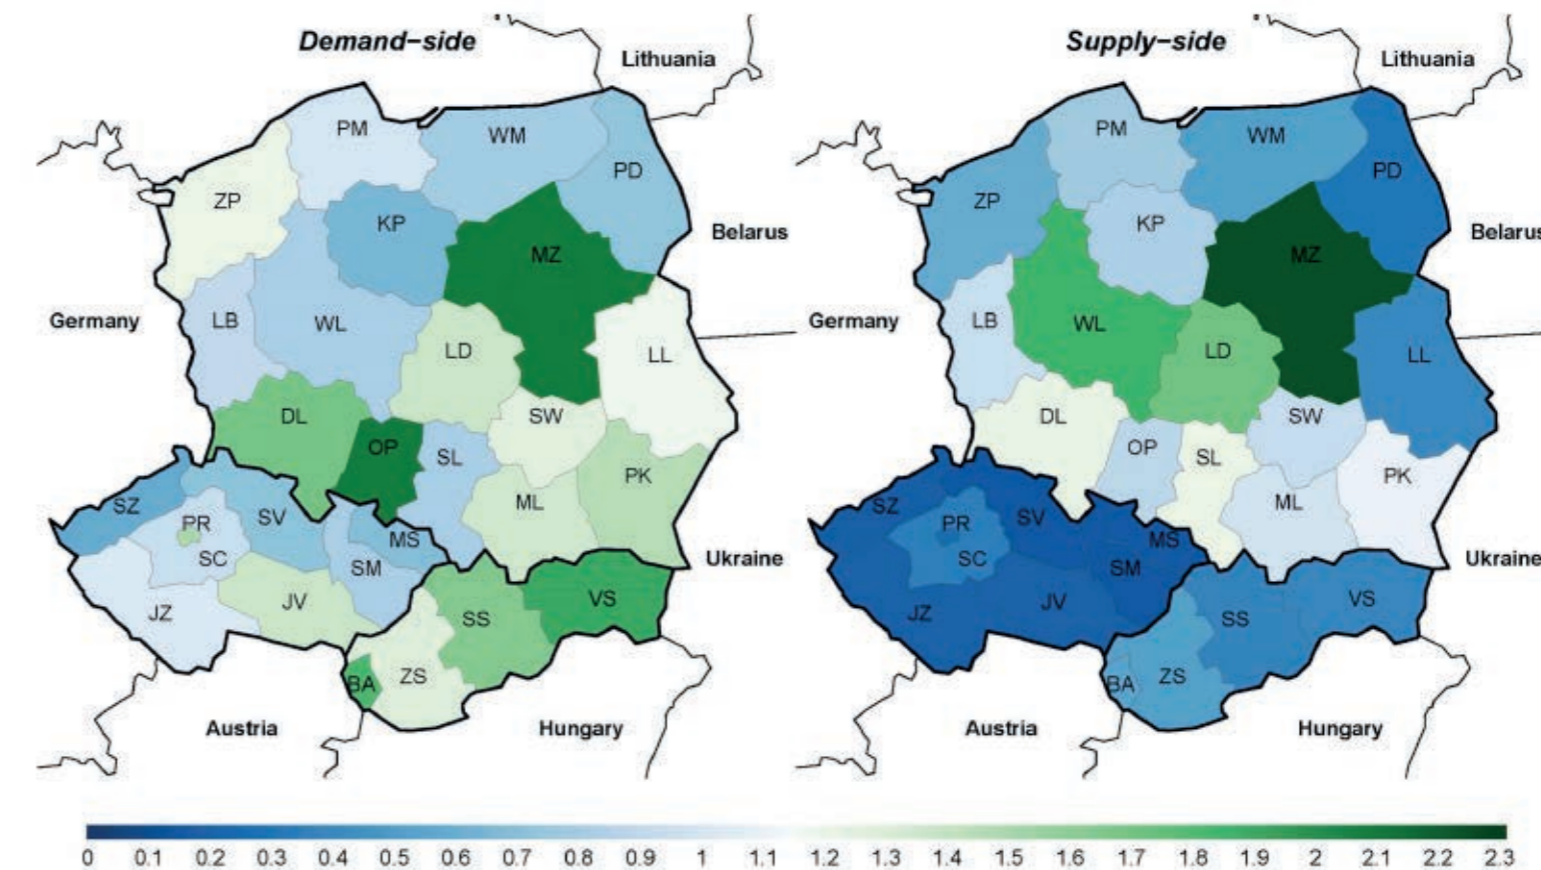 Demand−side
Supply−side
Lithuania
Lithuania
PM
WM
PD
ZP
KP
MZ
Belarus
Germany
LB
WL
LD
LL
DL
OP
SL
SW
PK
ML
SZ
PR
SV
MS
SC
SM
JZ
JV
Ukraine
VS
SS
ZS
BA
Austria
Hungary
PM
WM
PD
ZP
KP
MZ
Belarus
Germany
LB
WL
LD
LL
DL
OP
SL
SW
PK
ML
SZ
PR
SV
MS
SC
SM
JZ
JV
Ukraine
VS
SS
ZS
BA
Austria
Hungary
0 0.1 0.2 0.3 0.4 0.5 0.6 0.7 0.8 0.9 1 1.1 1.2 1.3 1.4 1.5 1.6 1.7 1.8 1.9 2 2.1 2.2 2.3